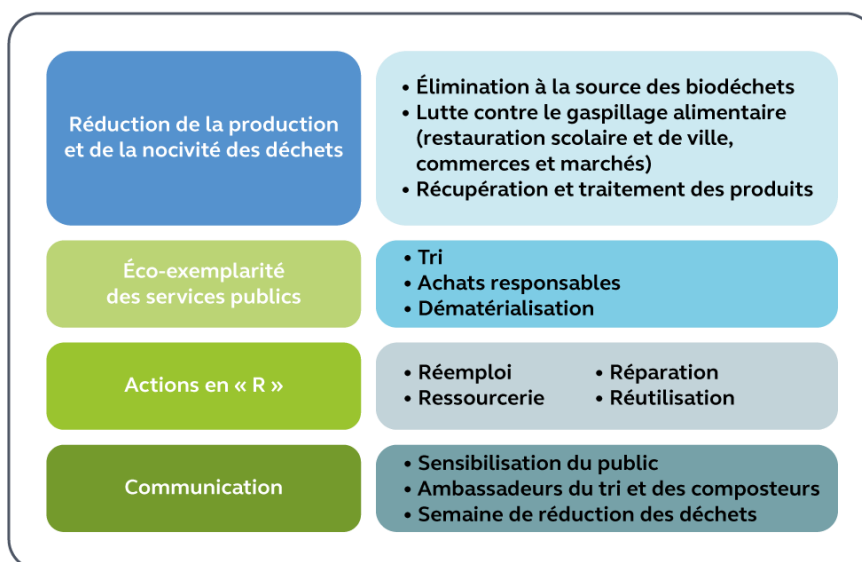 Réduction de la production
et de la nocivité des déchets
• Élimination à la source des biodéchets
• Lutte contre le gaspillage alimentaire
(restauration scolaire et de ville,
commerces et marchés)
• Récupération et traitement des produits
Éco-exemplarité
des services publics
• Tri
• Achats responsables
• Dématérialisation
Actions en « R »
• Réemploi • Réparation
• Ressourcerie • Réutilisation
Communication
• Sensibilisation du public
• Ambassadeurs du tri et des composteurs
• Semaine de réduction des déchets